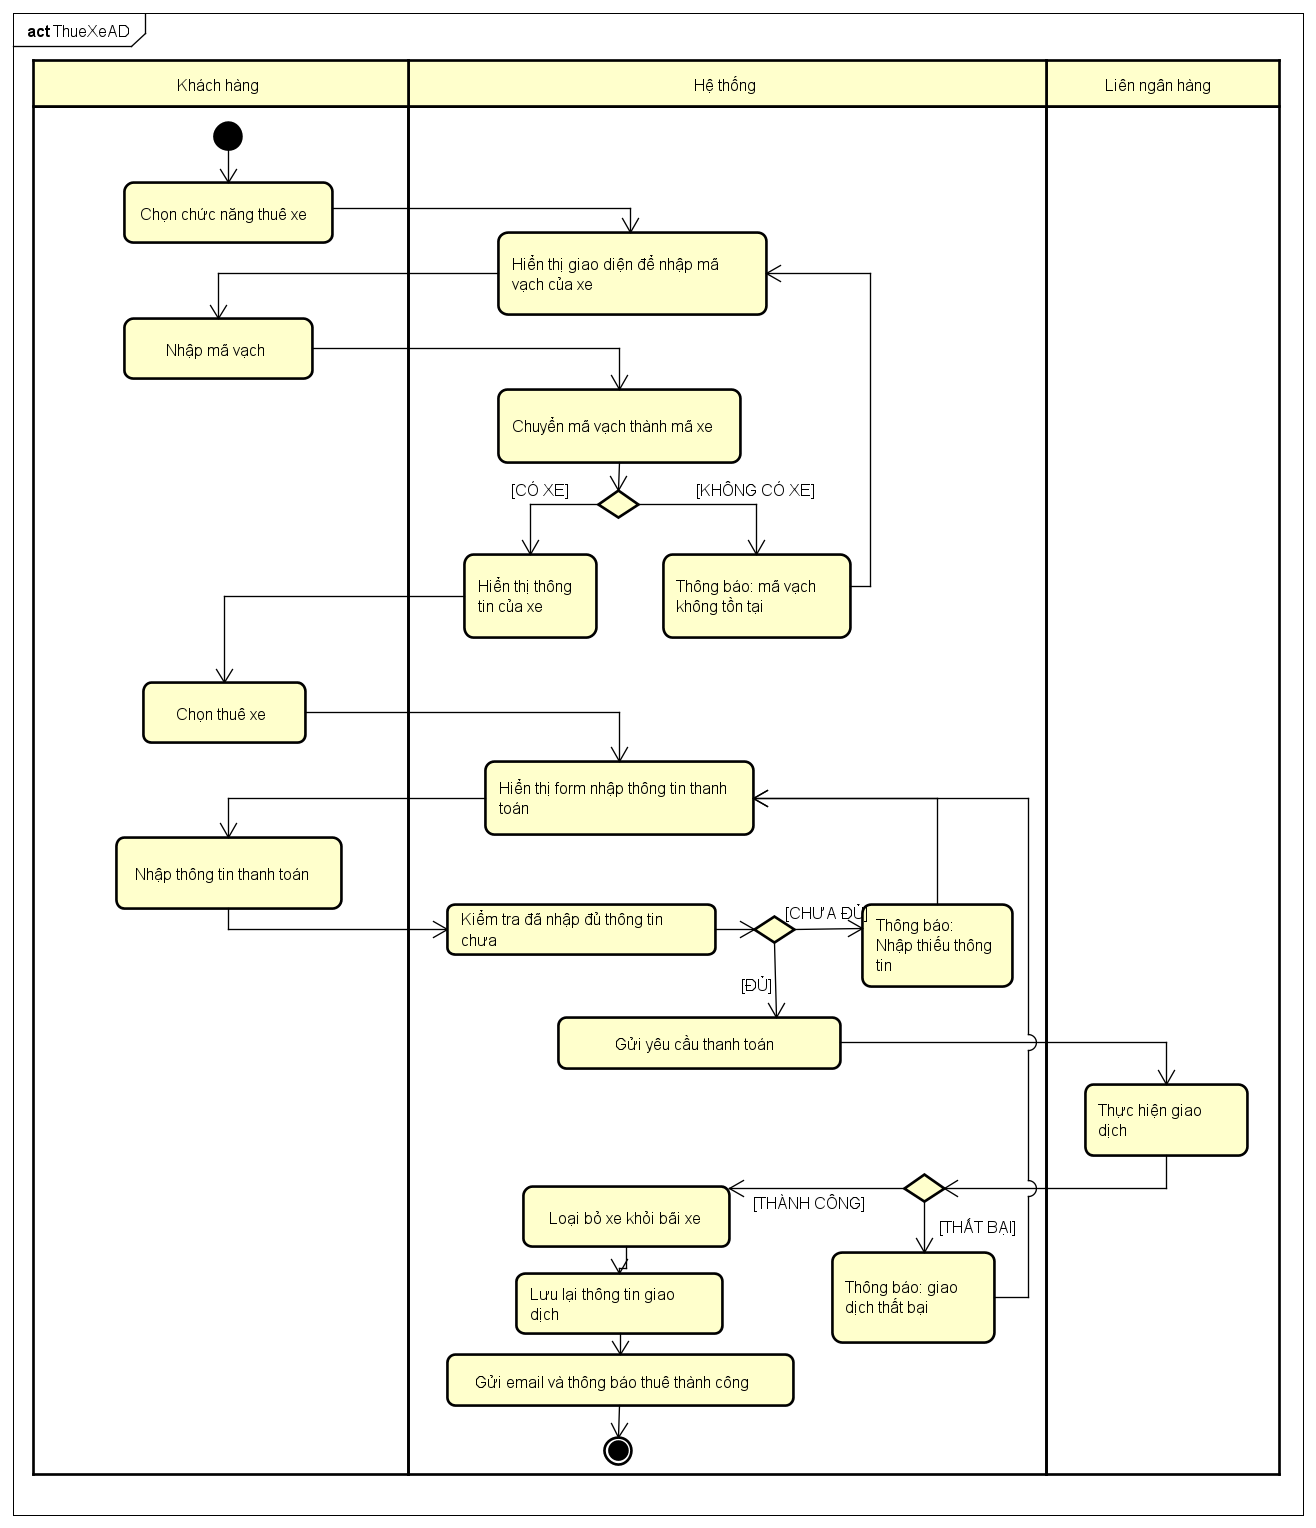 act ThueXeAD
Khách hàng
Hệ thống
Liên ngân hàng
Chọn chức năng thuê xe
Hiển thị giao diện để nhập mã
vạch của xe
Nhập mã vạch
Chuyển mã vạch thành mã xe
[CÓ XE]
[KHÔNG CÓ XE]
Hiển thị thông
tin của xe
Thông báo: mã vạch
không tồn tại
Chọn thuê xe
Hiển thị form nhập thông tin thanh
toán
Nhập thông tin thanh toán
Kiểm tra đã nhập đủ thông tin
chưa
[CHƯA ĐỦ]
Thông báo:
Nhập thiếu thông
tin
[ĐỦ]
Gửi yêu cầu thanh toán
Thực hiện giao
dịch
[THÀNH CÔNG]
Loại bỏ xe khỏi bãi xe
[THẤT BẠI]
Thông báo: giao
dịch thất bại
Lưu lại thông tin giao
dịch
Gửi email và thông báo thuê thành công